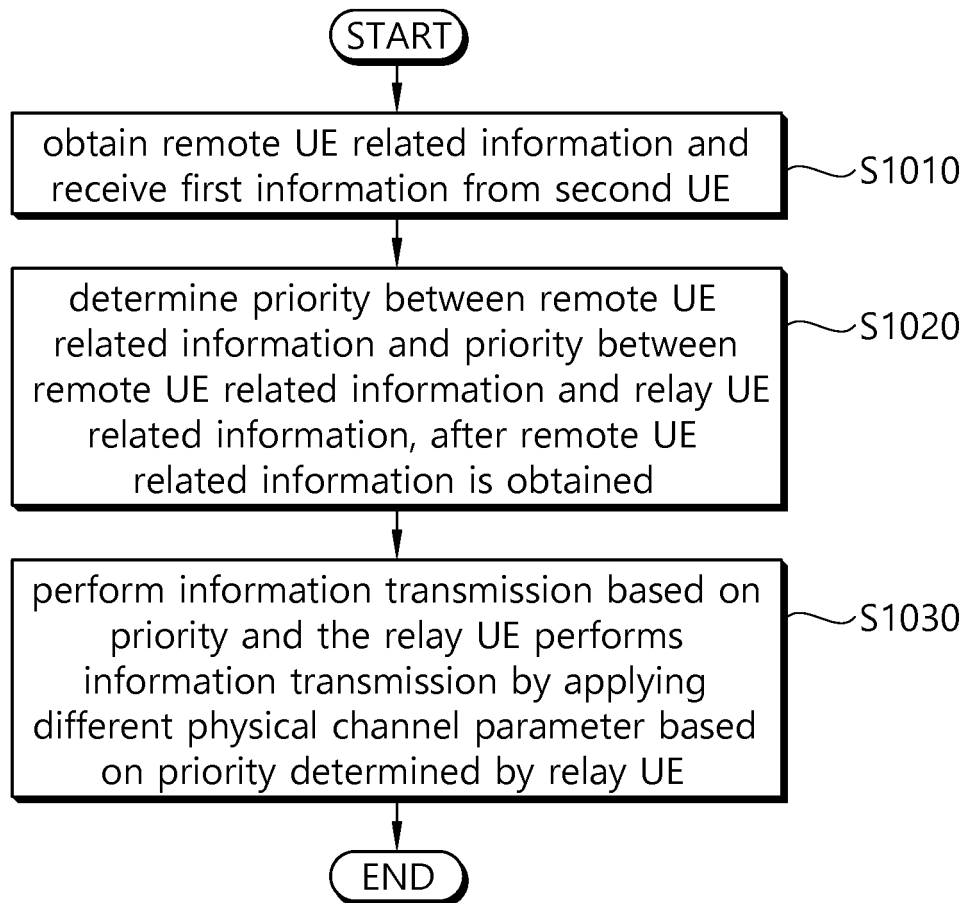 START
obtain remote UE related information and
receive first information from second UE
S1010
determine priority between remote UE
related information and priority between
remote UE related information and relay UE
related information, after remote UE
related information is obtained
S1020
perform information transmission based on
priority and the relay UE performs
information transmission by applying
different physical channel parameter based
on priority determined by relay UE
S1030
END